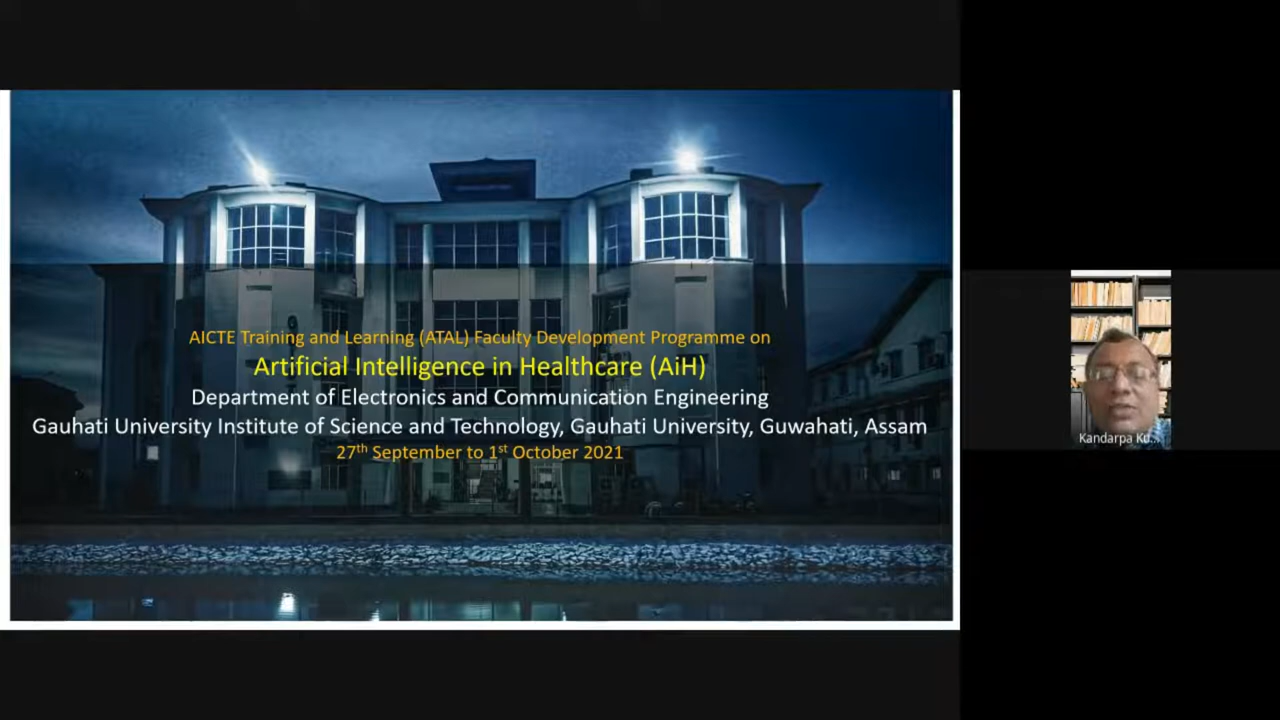 AICTE Training and Learning (ATAL) Faculty Development Programme on
Artificial Intelligence in Healthcare (AiH)
Department of Electronics and Communication Engineering
Gauhati University Institute of Science and Technology, Gauhati University, Guwahati, Assam
27th September to 1st October 2021
Kandarpa Ku...